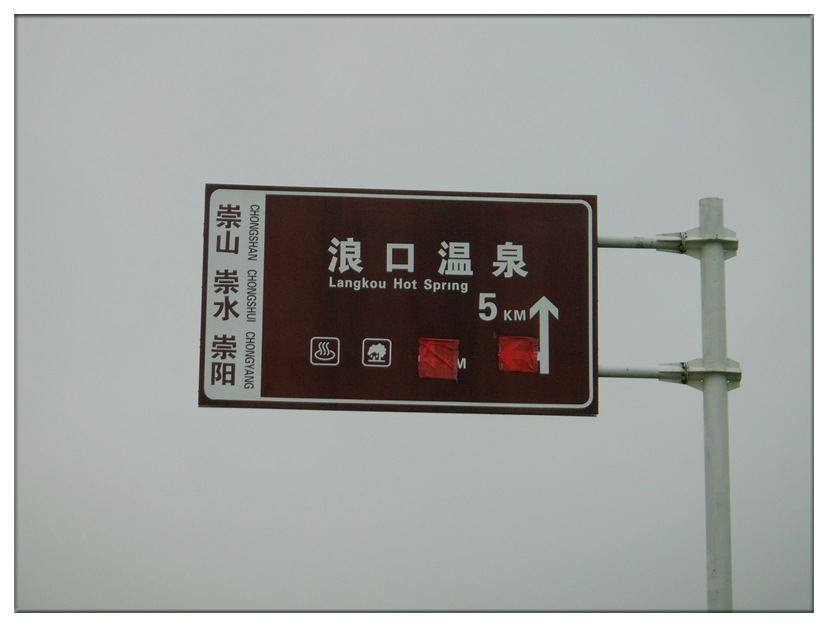 崇山 崇水 崇阳
CHONGSHAN CHONGSHUI CHONGYANG
浪口温泉
Langkou Hot Spring
5 KM
M